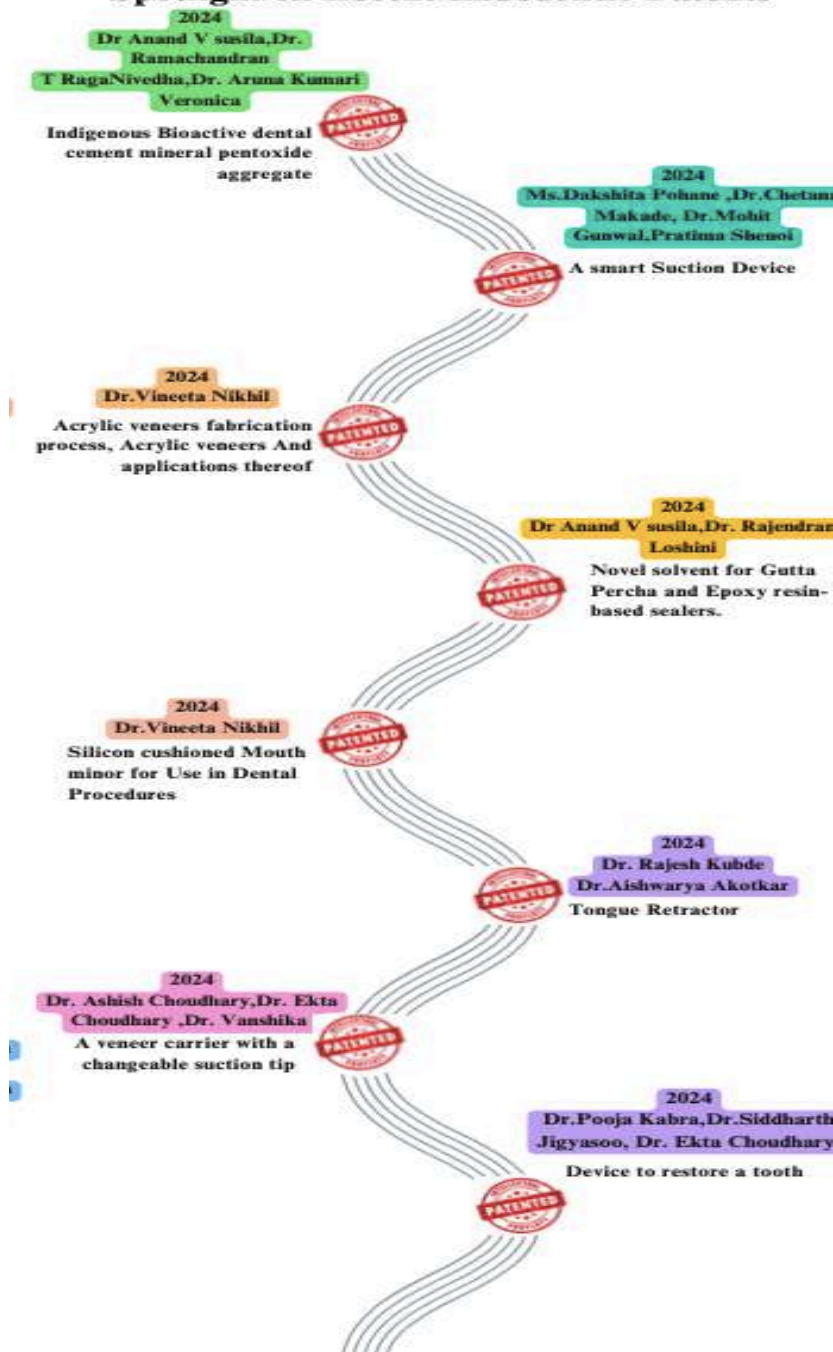 2024
Dr Anand V susila,Dr.
Ramachandran
T RagaNivedha,Dr. Aruna Kumari
Veronica
PATENTED
Indigenous Bioactive dental
cement mineral pentoxide
aggregate
2024
Ms.Dakshita Pohane ,Dr.Chetana
Makade, Dr.Mohit
Gunwal,Pratima Shenoi
PATENTED
A smart Suction Device
2024
Dr.Vineeta Nikhil
PATENTED
Acrylic veneers fabrication
process, Acrylic veneers And
applications thereof
2024
Dr Anand V susila,Dr. Rajendran
Loshini
PATENTED
Novel solvent for Gutta
Percha and Epoxy resin-
based sealers.
2024
Dr.Vineeta Nikhil
PATENTED
Silicon cushioned Mouth
minor for Use in Dental
Procedures
2024
Dr. Rajesh Kubde
Dr.Aishwarya Akotkar
PATENTED
Tongue Retractor
2024
Dr. Ashish Choudhary,Dr. Ekta
Choudhary ,Dr. Vanshika
PATENTED
A veneer carrier with a
changeable suction tip
2024
Dr.Pooja Kabra,Dr.Siddharth
Jigyasoo, Dr. Ekta Choudhary
Device to restore a tooth
PATENTED